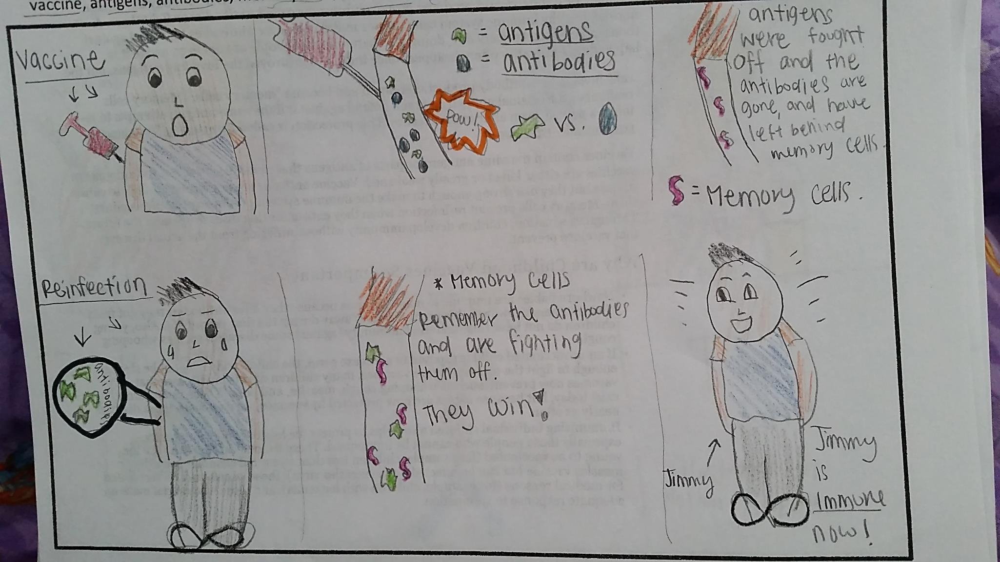 vaccine, antigens, antibodies,
Vaccine
= antigens
= antibodies
POW!
VS.
antigens
were fought
off and the
antibodies are
gone, and have
left behind
memory cells.
= Memory cells.
Reinfection
antibodies
* Memory cells
remember the antibodies
and are fighting
them off.
They win!
Jimmy
Jimmy
is
Immune
now!